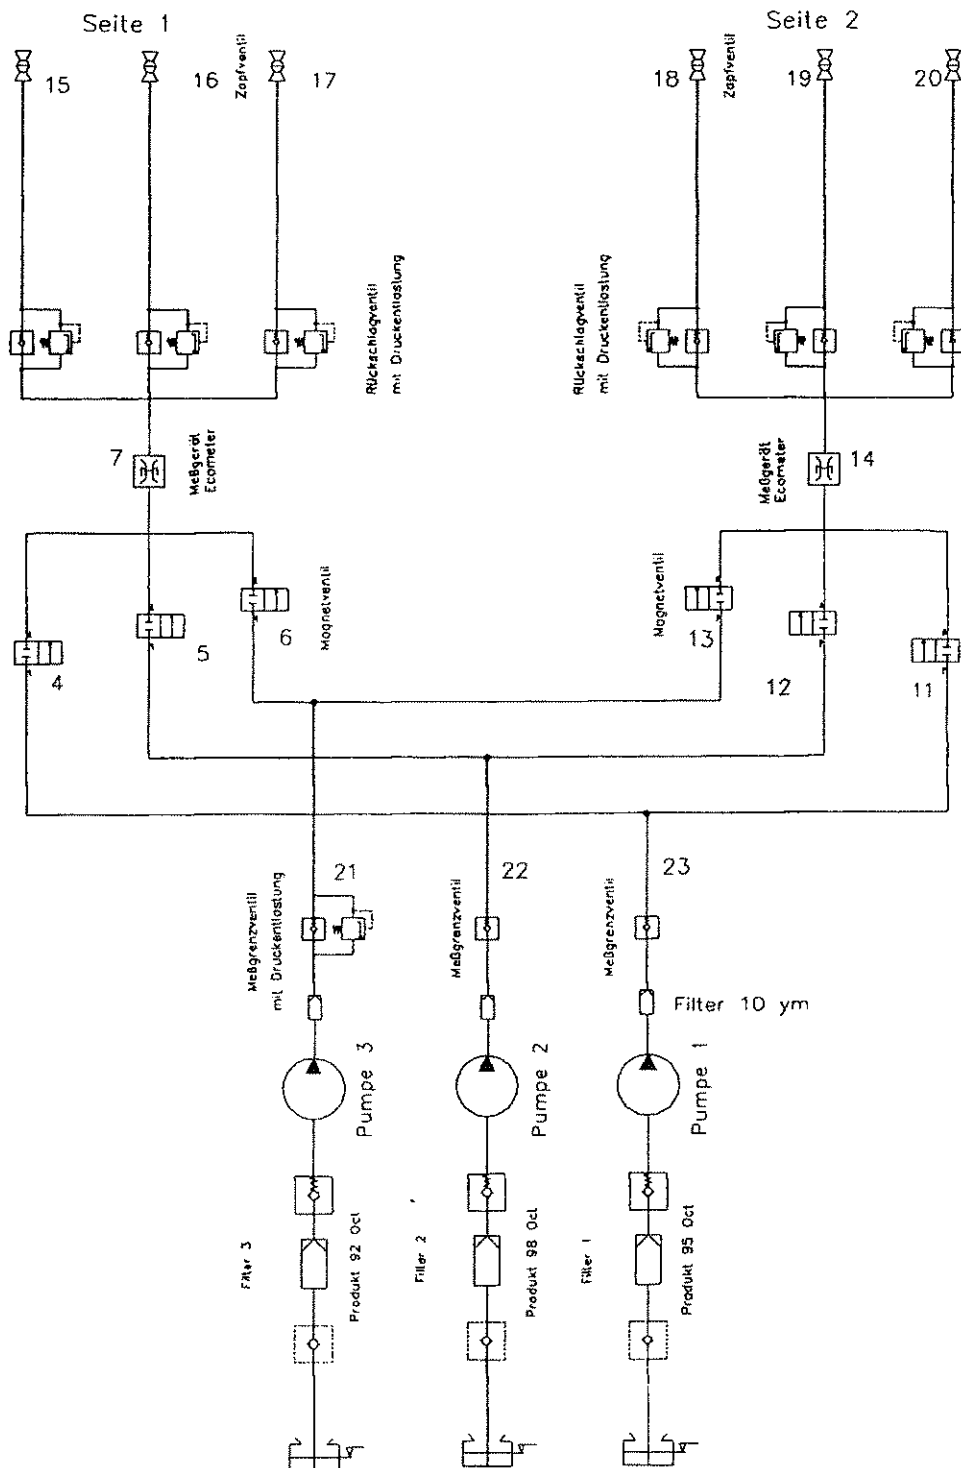 Seite 1
Seite 2
15
16
Zapfventil
17
18
Zapfventil
19
20
Rückschlagventil
mit Druckentlastung
Rückschlagventil
mit Druckentlastung
7
Meßgerät
Ecometer
Meßgerät
Ecometer
14
4
5
6
Magnetventil
Magnetventil
13
12
11
21
22
23
Meßgrenzventil
mit Druckentlastung
Meßgrenzventil
Meßgrenzventil
Filter 10 ym
Pumpe 3
Pumpe 2
Pumpe 1
Filter 3
Produkt 92 Oct
Filter 2
Produkt 98 Oct
Filter 1
Produkt 95 Oct